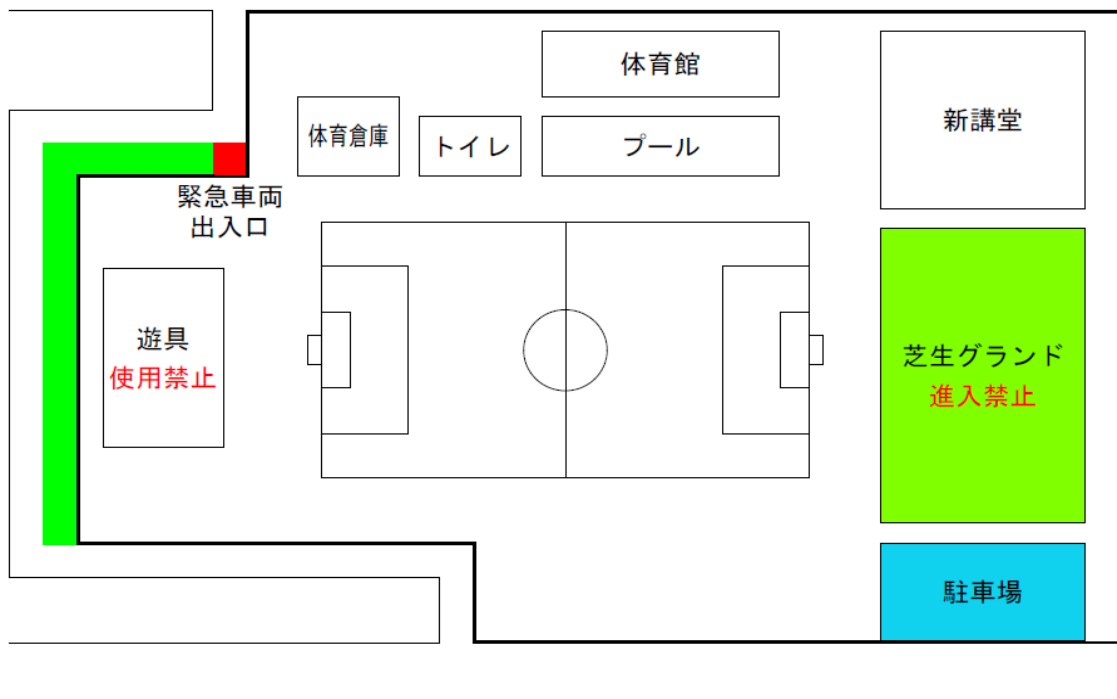 体育館
新講堂
体育倉庫
トイレ
プール
緊急車両
出入口
遊具
使用禁止
芝生グランド
進入禁止
駐車場